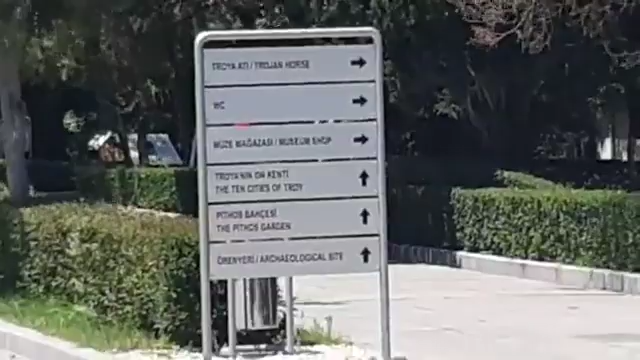 TROYA ATI / TROJAN HORSE
WC
MÜZE MAĞAZASI / MUSEUM SHOP
TROYA'NIN ON KENTİ
THE TEN CITIES OF TROY
PITHOS BAHÇESİ
THE PITHOS GARDEN
ÖRENYERİ / ARCHAEOLOGICAL SITE